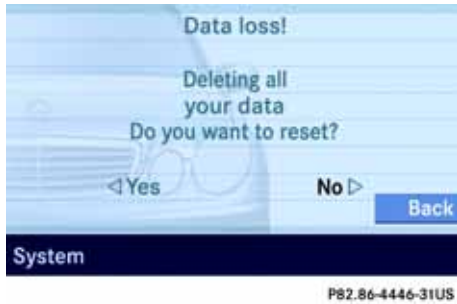 Data loss!
Deleting all
your data
Do you want to reset?
◁Yes No▷
Back
System
P82.86-4446-31US